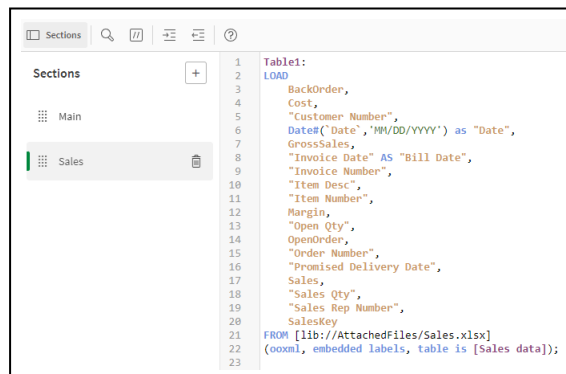 Sections
Sections
+
Main
Sales
1 Table1:
2 LOAD
3 BackOrder,
4 Cost,
5 "Customer Number",
6 Date#(`Date`,'MM/DD/YYYY') as "Date",
7 GrossSales,
8 "Invoice Date" AS "Bill Date",
9 "Invoice Number",
10 "Item Desc",
11 "Item Number",
12 Margin,
13 "Open Qty",
14 OpenOrder,
15 "Order Number",
16 "Promised Delivery Date",
17 Sales,
18 "Sales Qty",
19 "Sales Rep Number",
20 SalesKey
21 FROM [lib://AttachedFiles/Sales.xlsx]
22 (ooxml, embedded labels, table is [Sales data]);
23